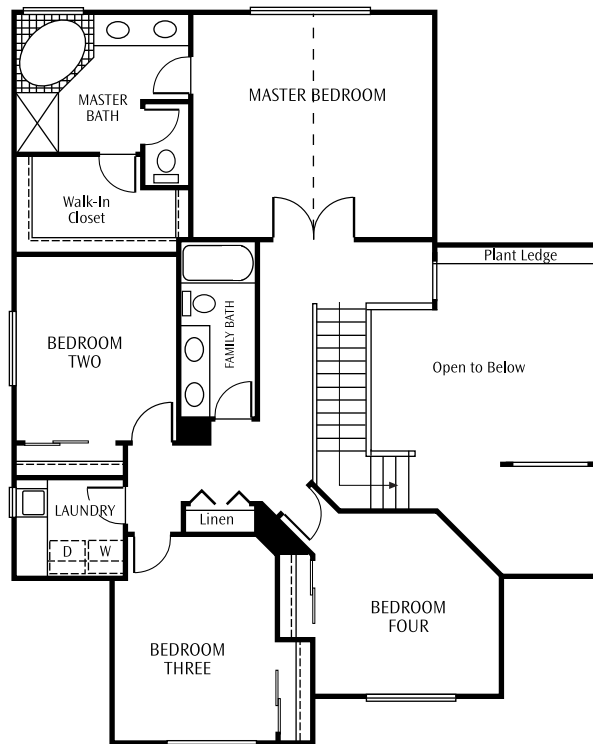 MASTER
BATH
MASTER BEDROOM
Walk-In
Closet
Plant Ledge
BEDROOM
TWO
FAMILY BATH
Open to Below
LAUNDRY
D W
Linen
BEDROOM
FOUR
BEDROOM
THREE